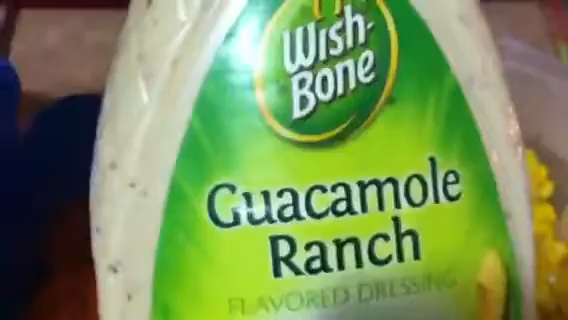 Wish-
Bone
Guacamole
Ranch
FLAVORED DRESSING